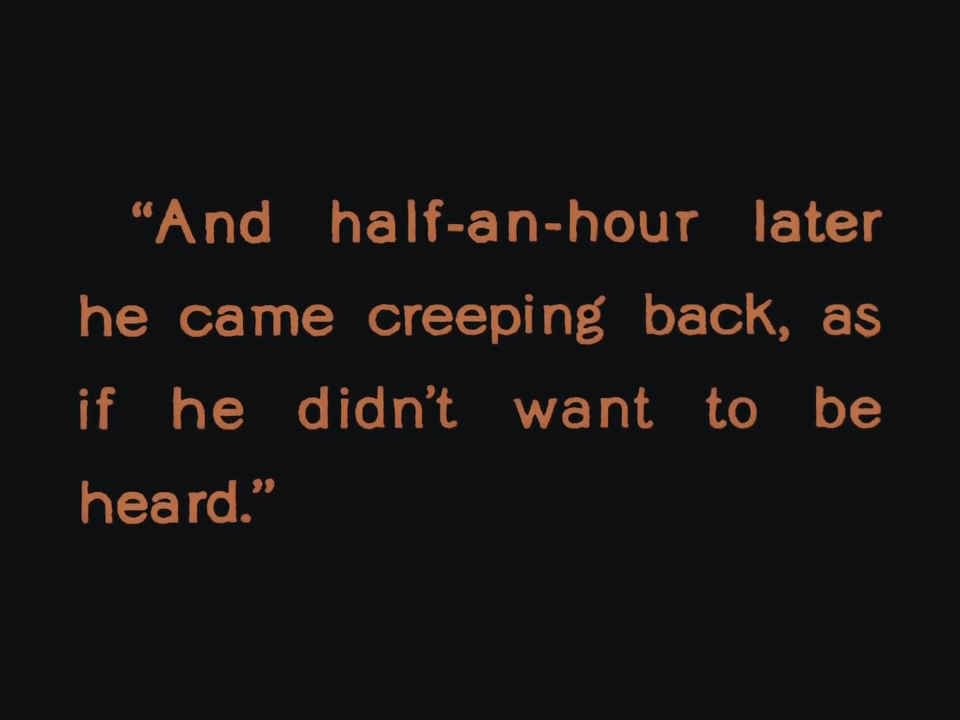 “And half-an-hour later
he came creeping back, as
if he didn’t want to be
heard.”